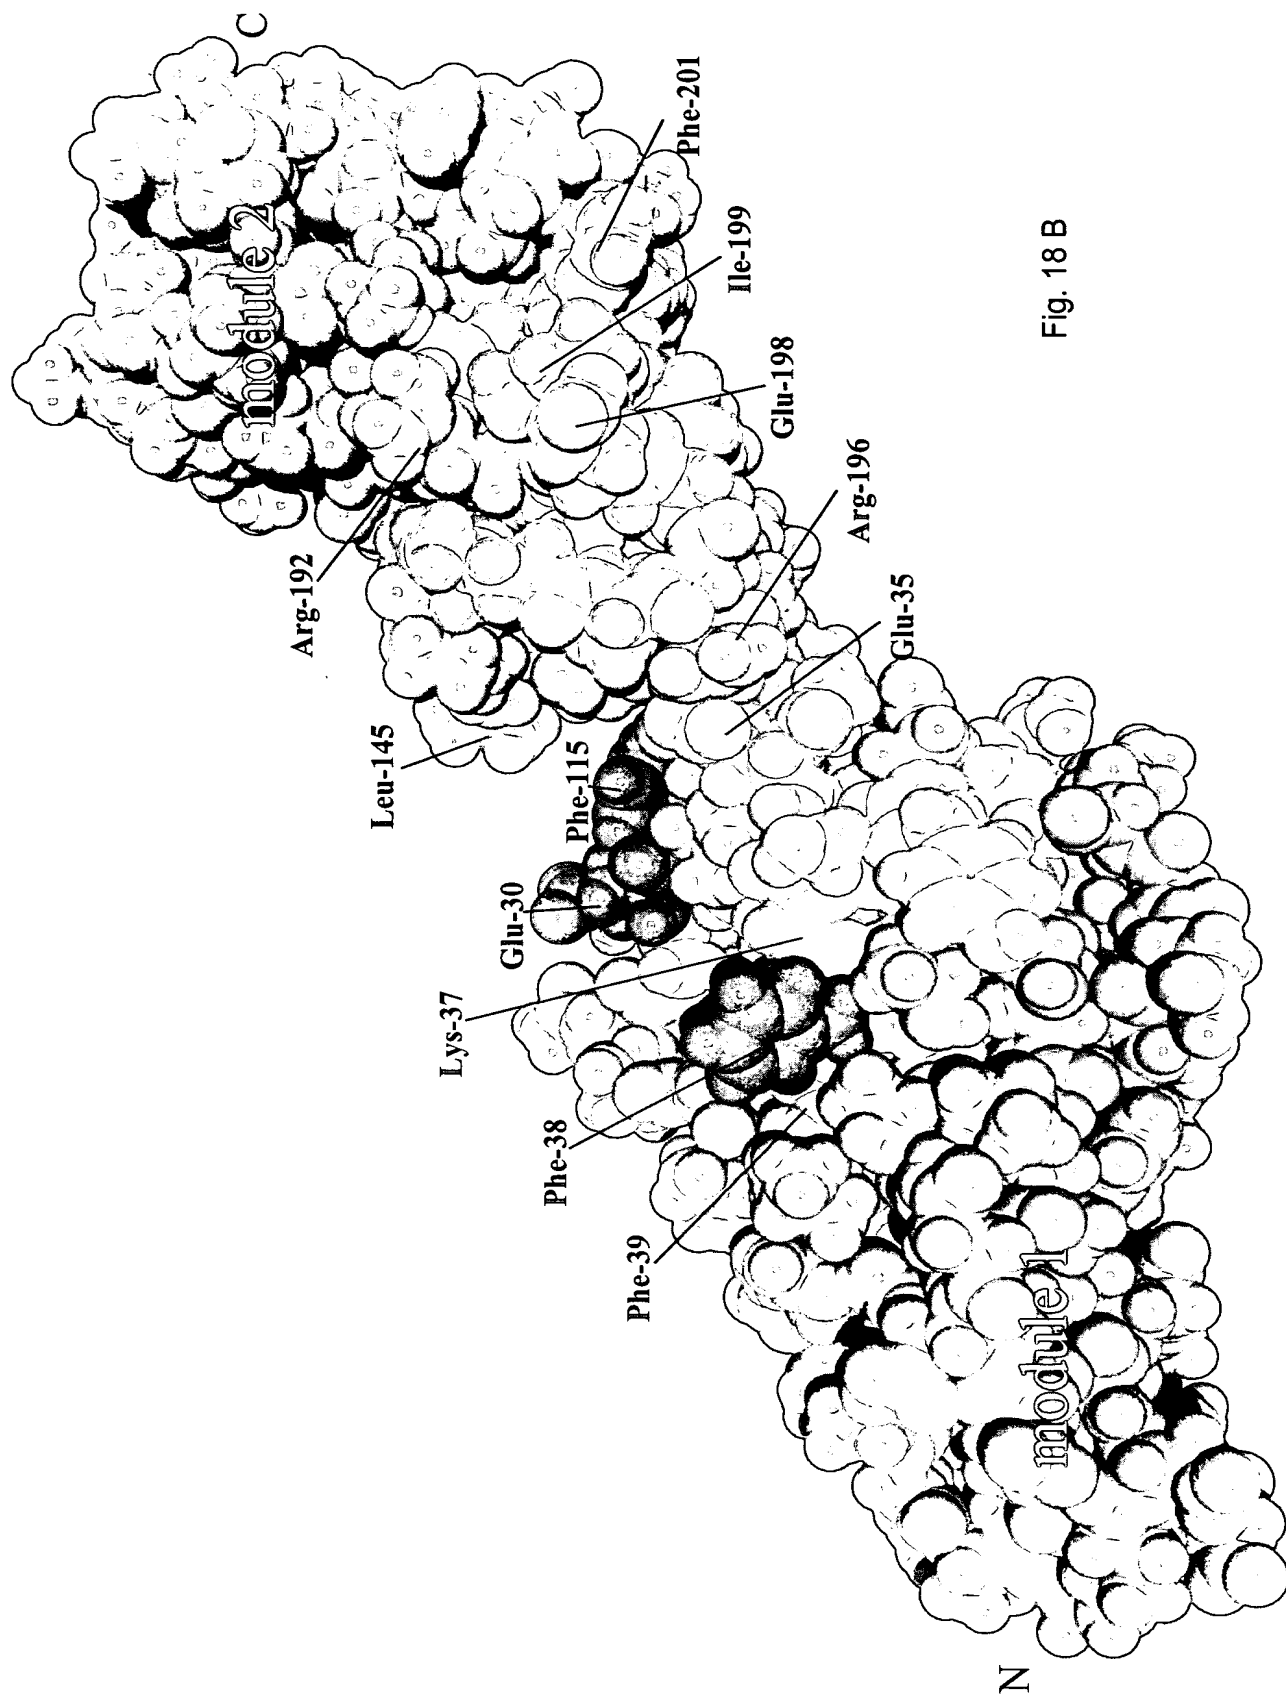 C
module 2
Arg-192
Leu-145
Lys-37
Glu-30
Phe-38
Phe-115
Phe-39
Phe-201
Ile-199
Glu-198
Arg-196
Glu-35
N
module 1
Fig. 18 B